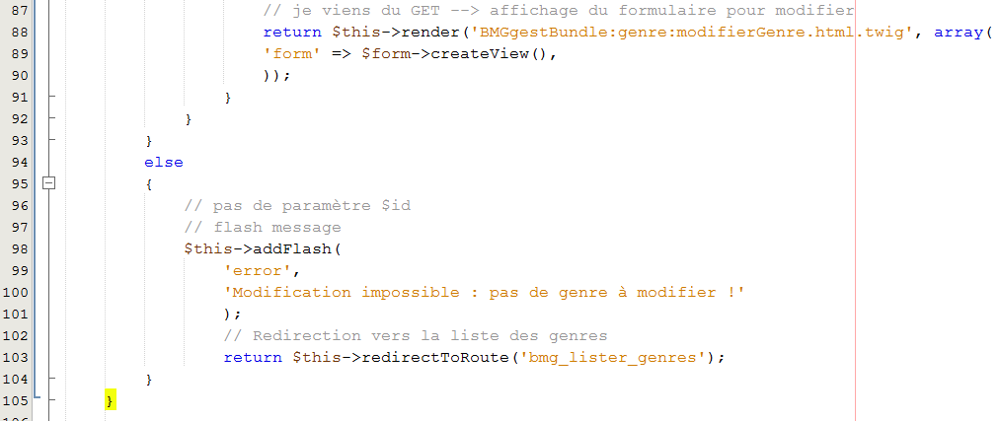 87 // je viens du GET --> affichage du formulaire pour modifier
88 return $this->render('BMGgestBundle:genre:modifierGenre.html.twig', array(
89 'form' => $form->createView(),
90 ));
91 }
92 }
93 }
94 else
95 {
96 // pas de paramètre $id
97 // flash message
98 $this->addFlash(
99 'error',
100 'Modification impossible : pas de genre à modifier !'
101 );
102 // Redirection vers la liste des genres
103 return $this->redirectToRoute('bmg_lister_genres');
104 }
105 }